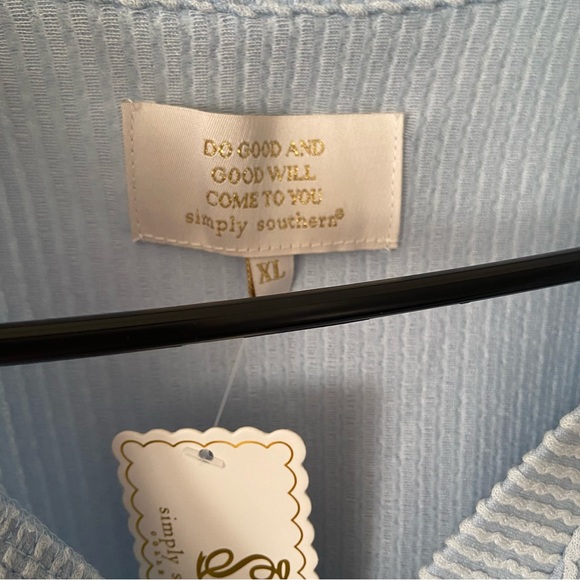 DO GOOD AND
GOOD WILL
COME TO YOU
simply southern®
XL
simply s
S